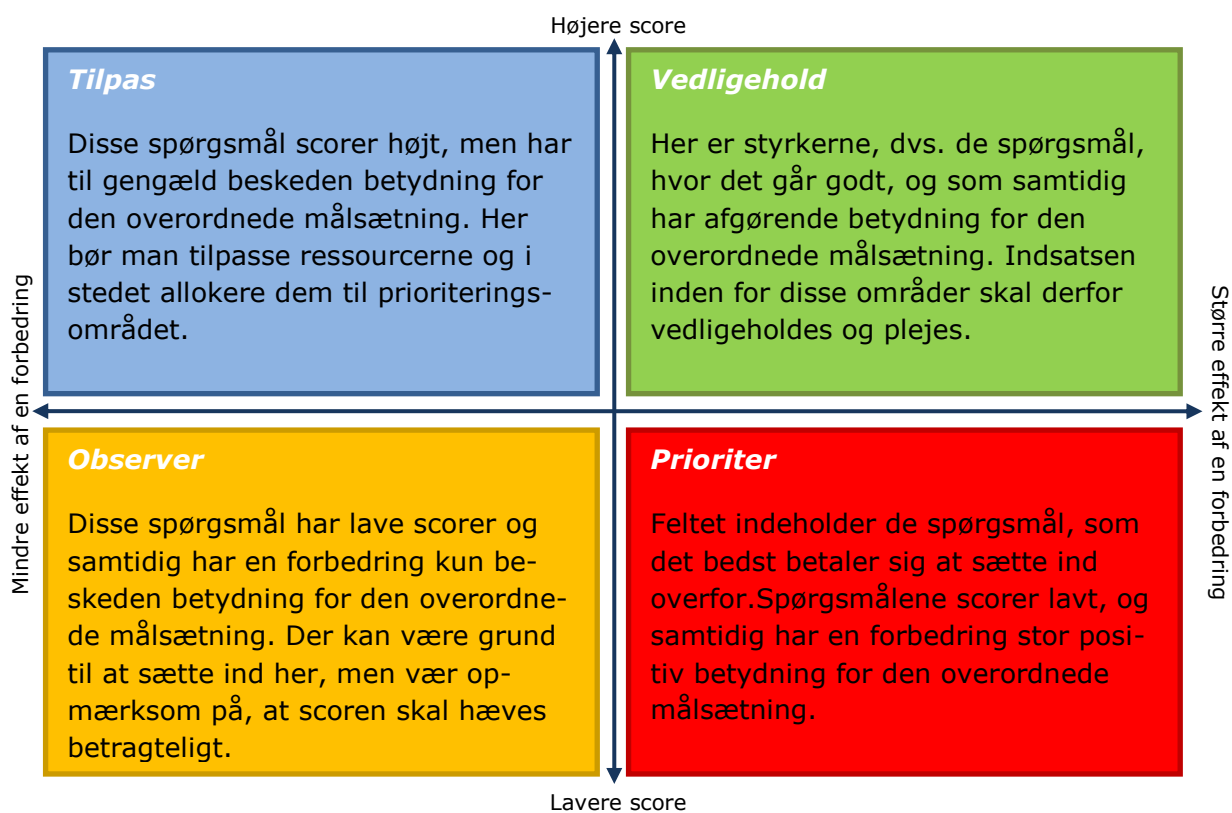 Højere score
Tilpas
Disse spørgsmål scorer højt, men har
til gengæld beskeden betydning for
den overordnede målsætning. Her
bør man tilpasse ressourcerne og i
stedet allokere dem til prioriterings-
området.
Vedligehold
Her er styrkerne, dvs. de spørgsmål,
hvor det går godt, og som samtidig
har afgørende betydning for den
overordnede målsætning. Indsatsen
inden for disse områder skal derfor
vedligeholdes og plejes.
Mindre effekt af en forbedring
Større effekt af en forbedring
Observer
Disse spørgsmål har lave scorer og
samtidig har en forbedring kun be-
skeden betydning for den overordne-
de målsætning. Der kan være grund
til at sætte ind her, men vær op-
mærksom på, at scoren skal hæves
betragteligt.
Prioriter
Feltet indeholder de spørgsmål, som
det bedst betaler sig at sætte ind
overfor.Spørgsmålene scorer lavt, og
samtidig har en forbedring stor posi-
tiv betydning for den overordnede
målsætning.
Lavere score